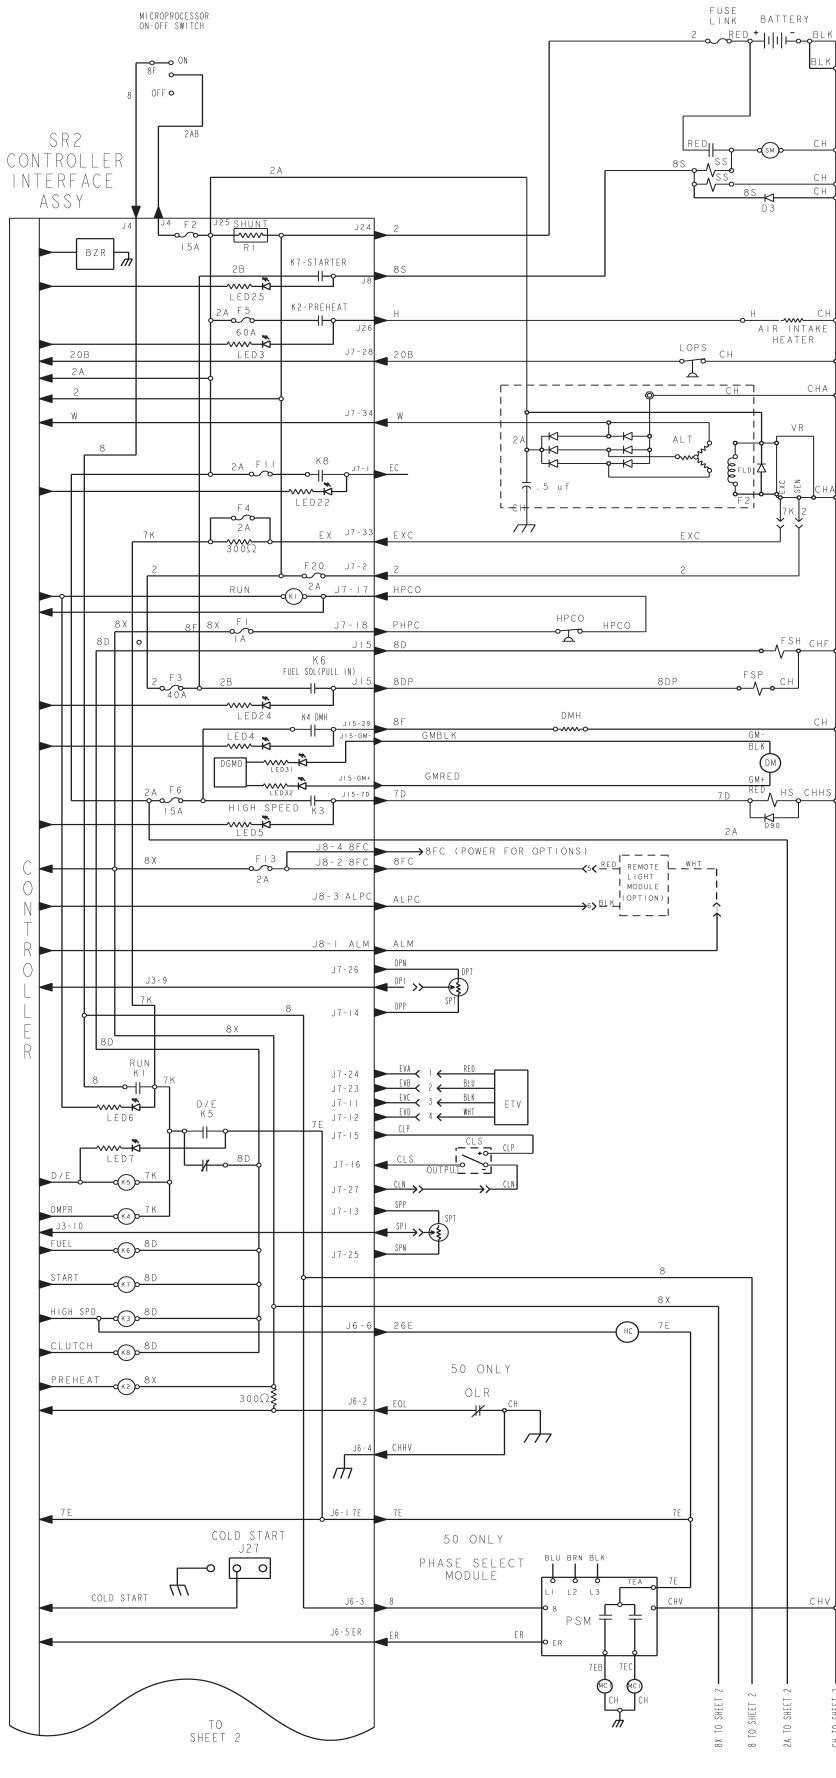 MICROPROCESSOR
ON-OFF SWITCH
FUSE
LINK
BATTERY
2
RED
+
-
BLK
BLK
ON
8F
OFF
8
2AB
SR2
CONTROLLER
INTERFACE
ASSY
2A
RED
SM
CH
8S
SS
SS
CH
8S
CH
D3
J4
J4
F2
J25
SHUNT
J24
2
15A
R1
BZR
2B
K7-STARTER
J8
8S
LED25
2A
F5
K2-PREHEAT
J26
H
H
CH
60A
AIR INTAKE
HEATER
LED3
20B
J7-28
20B
LOPS
CH
2A
2
CH
CHA
W
J7-34
W
8
2A
ALT
VR
2A
F11
K8
J7-1
EC
FLD
LED22
.5 uf
F2
EXC
SEN
CHA
F4
2A
CH
7K
2
7K
300Ω
EX
J7-33
EXC
EXC
2
F20
2A
J7-2
2
2
RUN
K1
J7-17
HPCO
8X
8F
8X
F1
1A
J7-18
PHPC
HPCO
HPCO
8D
J15
8D
FSH
CHF
K6
FUEL SOL(PULL IN)
2
F3
40A
2B
J15
8DP
8DP
FSP
CH
LED24
K4 DMH
J15-29
8F
DMH
CH
LED4
J15-GM-
GMBLK
GM-
BLK
DGMD
LED31
DM
LED32
J15-GM+
GMRED
GM+
RED
2A
F6
15A
HIGH SPEED
K3
J15-7D
7D
7D
HS
CHHS
LED5
D90
2A
J8-4 8FC
8FC (POWER FOR OPTIONS)
8X
F13
2A
J8-2 8FC
8FC
5
RED
REMOTE
LIGHT
MODULE
(OPTION)
WHT
CONTROLLER
J8-3 ALPC
ALPC
6
BLK
J8-1 ALM
ALM
J7-26
DPN
DPT
J3-9
DPI
SPT
7K
J7-14
DPP
8
8X
8D
RUN
K1
8
7K
LED6
D/E
K5
7E
J7-24
EVA
1
RED
J7-23
EVB
2
BLU
J7-11
EVC
3
BLK
J7-12
EVD
4
WHT
ETV
J7-15
CLP
LED7
8D
CLS
+
CLP
J7-16
CLS
OUTPUT
-
D/E
K5
7K
J7-27
CLN
CLN
DMPR
K4
7K
J7-13
SPP
J3-10
SPI
SPT
FUEL
K6
8D
J7-25
SPN
START
K7
8D
8
8X
HIGH SPD
K3
8D
J6-6
26E
HC
7E
CLUTCH
K8
8D
PREHEAT
K2
8X
50 ONLY
300Ω
J6-2
EOL
OLR
CH
J6-4
CHHV
7E
J6-17E
7E
7E
COLD START
J27
50 ONLY
PHASE SELECT
MODULE
BLU
BRN
BLK
L1
L2
L3
7EA
7E
COLD START
J6-3
8
8
PSM
CHV
CHV
J6-5ER
ER
ER
ER
7EB
7EC
MC1
MC1
CH
CH
TO
SHEET 2
8X TO SHEET 2
8 TO SHEET 2
2A TO SHEET 2
CH TO SHEET 2